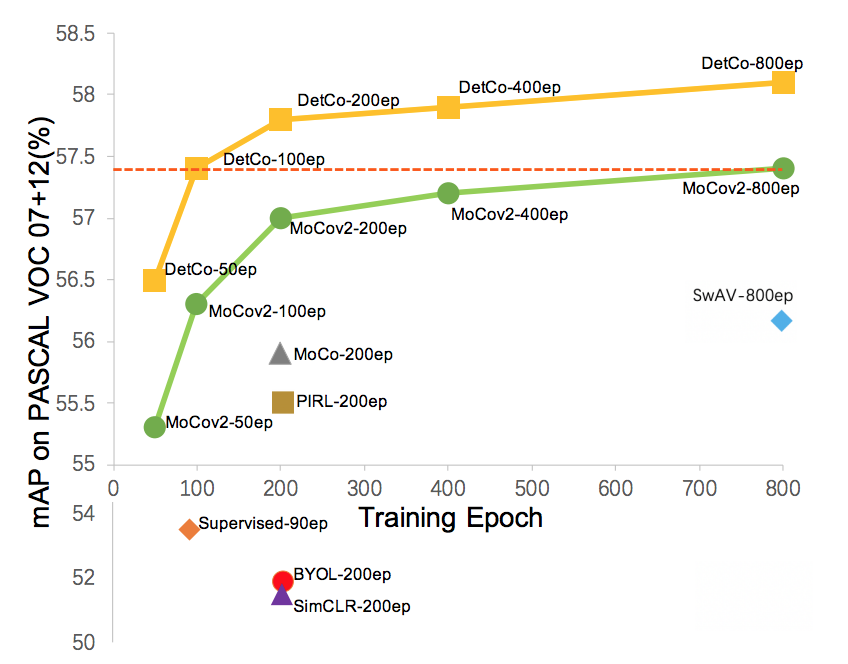 58.5
58
57.5
57
56.5
56
55.5
55
mAP on PASCAL VOC 07+12(%)
DetCo-800ep
DetCo-400ep
DetCo-200ep
DetCo-100ep
MoCov2-800ep
MoCov2-400ep
MoCov2-200ep
DetCo-50ep
SwAV-800ep
MoCov2-100ep
MoCo-200ep
PIRL-200ep
MoCov2-50ep
0 100 200 300 400 500 600 700 800
Training Epoch
54
52
50
Supervised-90ep
BYOL-200ep
SimCLR-200ep